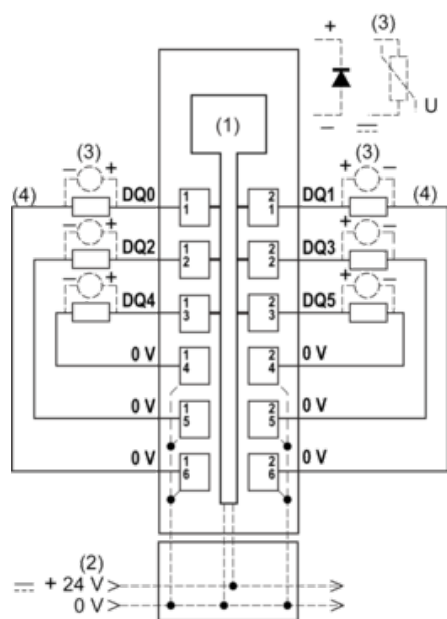 + (3)
(1)
− U
(3) (3)
− + + −
(4) DQ0 1 1 2 1 DQ1 (4)
− + + −
DQ2 1 2 2 2 DQ3
− + + −
DQ4 1 3 2 3 DQ5
0 V 1 4 2 4 0 V
0 V 1 5 2 5 0 V
0 V 1 6 2 6 0 V
(2)
+ 24 V
0 V